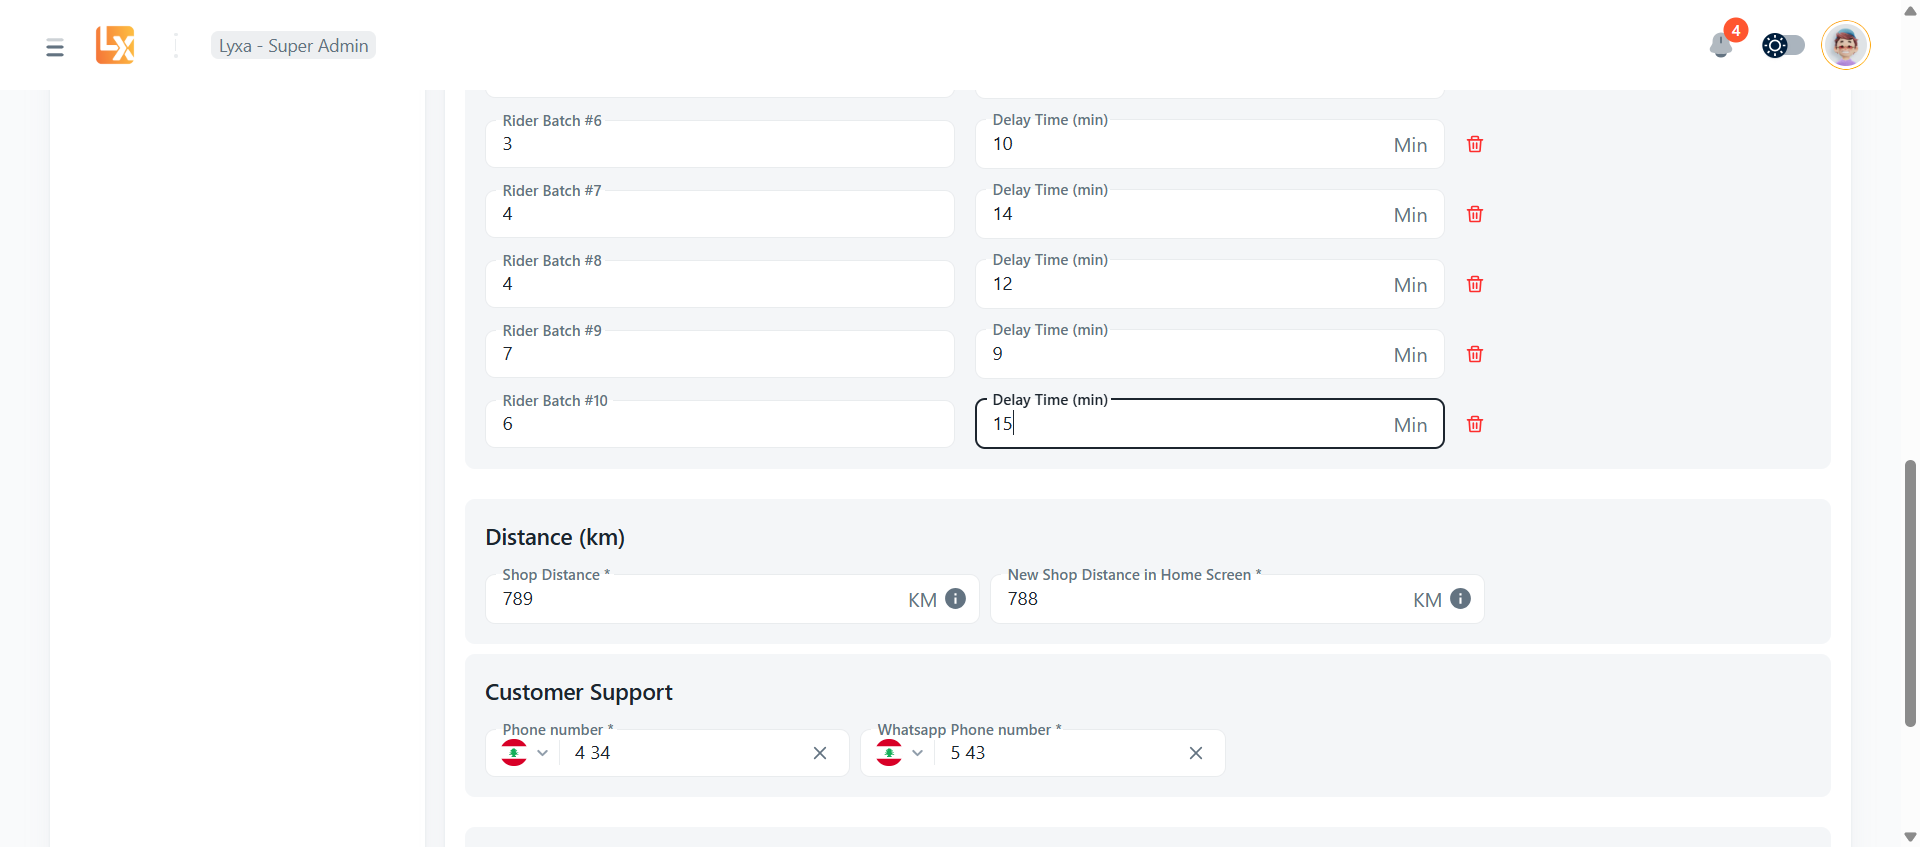 LX
Lyxa - Super Admin
4
Rider Batch #6
3
Delay Time (min)
10
Min
Rider Batch #7
4
Delay Time (min)
14
Min
Rider Batch #8
4
Delay Time (min)
12
Min
Rider Batch #9
7
Delay Time (min)
9
Min
Rider Batch #10
6
Delay Time (min)
15
Min
Distance (km)
Shop Distance *
789
KM
New Shop Distance in Home Screen *
788
KM
Customer Support
Phone number *
4 34
Whatsapp Phone number *
5 43